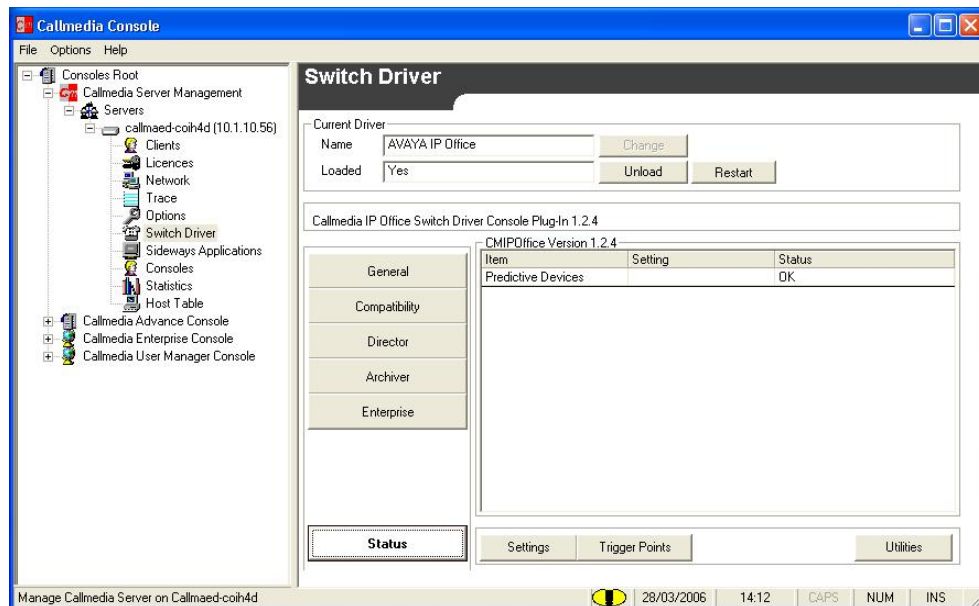 Callmedia Console
File Options Help
Consoles Root
Callmedia Server Management
Servers
callmaed-coih4d (10.1.10.56)
Clients
Licences
Network
Trace
Options
Switch Driver
Sideways Applications
Consoles
Statistics
Host Table
Callmedia Advance Console
Callmedia Enterprise Console
Callmedia User Manager Console
Switch Driver
Current Driver
Name AVAYA IP Office Change
Loaded Yes Unload Restart
Callmedia IP Office Switch Driver Console Plug-In 1.2.4
General
Compatibility
Director
Archiver
Enterprise
Status
CMIPOffice Version 1.2.4
Item Setting Status
Predictive Devices OK
Settings Trigger Points Utilities
Manage Callmedia Server on Callmaed-coih4d 28/03/2006 14:12 CAPS NUM INS